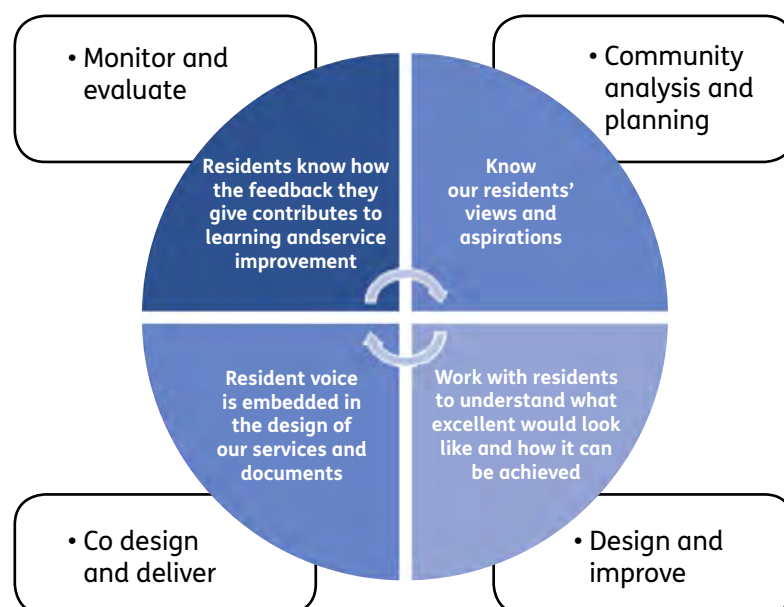 • Monitor and
evaluate
• Community
analysis and
planning
Residents know how
the feedback they
give contributes to
learning andservice
improvement
Know
our residents’
views and
aspirations
Resident voice
is embedded in
the design of
our services and
documents
Work with residents
to understand what
excellent would look
like and how it can
be achieved
• Co design
and deliver
• Design and
improve